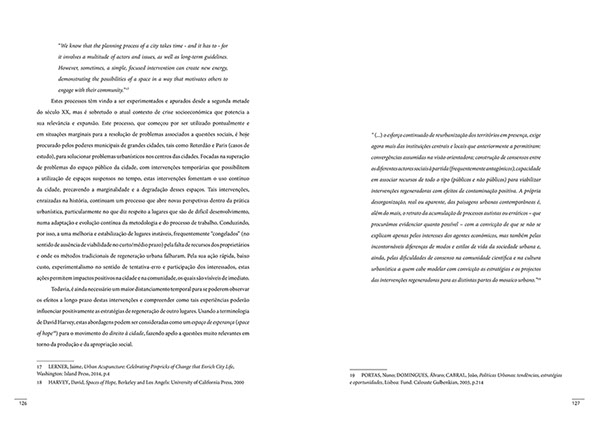 "We know that the planning process of a city takes time – and it has to – for
it involves a multitude of actors and issues, as well as long-term guidelines.
However, sometimes, a simple, focused intervention can create new energy,
demonstrating the possibilities of a space in a way that motivates others to
engage with their community."17
Estes processos têm vindo a ser experimentados e apurados desde a segunda metade
do século XX, mas é sobretudo o atual contexto de crise socioeconómica que potencia a
sua relevância e expansão. Este processo, que começou por ser utilizado pontualmente e
em situações marginais para a resolução de problemas associados a questões sociais, é hoje
procurado pelos poderes municipais de grandes cidades, tais como Roterdão e Paris (casos de
estudo), para solucionar problemas urbanísticos nos centros das cidades. Focadas na superação
de problemas do espaço público da cidade, com intervenções temporárias que possibilitem
a utilização de espaços suspensos no tempo, estas intervenções fomentam o uso contínuo
da cidade, procavendo a marginalidade e a degradação desses espaços. Tais intervenções,
enraizadas na história, continuam um processo que abre novas perspetivas dentro da prática
urbanística, particularmente no que diz respeito a lugares que são de difícil desenvolvimento,
numa adaptação e evolução contínua da metodologia e do processo de trabalho. Conduzindo,
por isso, a uma melhoria e estabilização de lugares instáveis, frequentemente "congelados" (no
sentido de ausência de viabilidade no curto/médio prazo) pela falta de recursos dos proprietários
e onde os métodos tradicionais de regeneração urbana falharam. Pela sua ação rápida, baixo
custo, experimentalismo no sentido de tentativa-erro e participação dos interessados, estas
ações permitem impactos positivos na cidade e na comunidade, os quais são visíveis de imediato.
Todavia, é ainda necessário um maior distanciamento temporal para se poderem observar
os efeitos a longo prazo destas intervenções e compreender como tais experiências poderão
influenciar positivamente as estratégias de regeneração de outro lugares. Usando a terminologia
de David Harvey, estas abordagens podem ser consideradas como um espaço de esperança (space
of hope18) para o movimento do direito à cidade, fazendo apelo a questões muito relevantes em
torno da produção e da apropriação social.
17 LERNER, Jaime, Urban Acupuncture: Celebrating Pinpricks of Change that Enrich City Life,
Washington: Island Press, 2014, p.4
18 HARVEY, David, Spaces of Hope, Berkeley and Los Angels: University of California Press, 2000
126
"(...) o esforço continuado de reurbanização dos territórios em presença, exige
agora mais das instituições centrais e locais que anteriormente a permitiram:
convergências assumidas na visão orientadora; construção de consensos entre
os diferentes actores sociais à partida (frequentemente antagónicos); capacidade
em associar recursos de todo o tipo (públicos e não públicos) para viabilizar
intervenções regeneradoras com efeitos de contaminação positiva. A própria
desorganização, real ou aparente, das paisagens urbanas contemporâneas é,
além do mais, o retrato da acumulação de processos autistas ou erráticos – que
procurámos evidenciar quanto posível – com a convicção de que não se
explicam apenas pelo interesses dos agentes económicos, mas também pelas
incontornáveis diferenças de modos e estilos de vida da sociedade urbana e,
ainda, pelas dificuldades de consenso na comunidade científica e na cultura
urbanística a quem cabe modelar com convicção as estratégias e os projectos
das intervenções regeneradoras para as distintas partes do mosaico urbano."19
19 PORTAS, Nuno; DOMINGUES, Álvaro; CABRAL, João, Políticas Urbanas: tendências, estratégias
e oportunidades, Lisboa: Fund. Calouste Gulbenkian, 2003, p.214
127